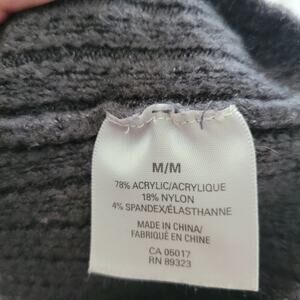 M/M
78% ACRYLIC/ACRYLIQUE
18% NYLON
4% SPANDEX/ÉLASTHANNE
MADE IN CHINA/
FABRIQUÉ EN CHINE
CA 05017
RN 89323